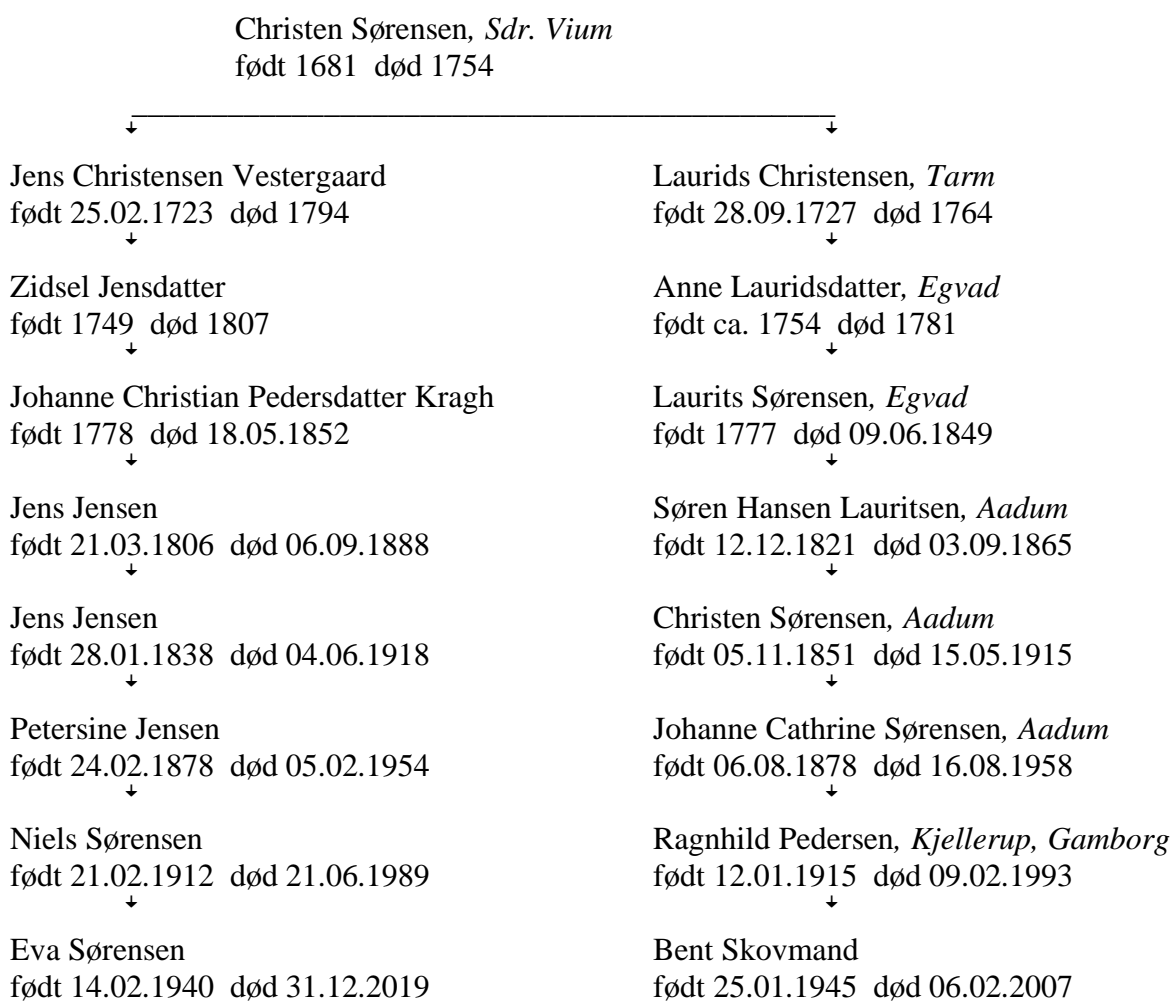 Christen Sørensen, Sdr. Vium
født 1681 død 1754
Jens Christensen Vestergaard
født 25.02.1723 død 1794
Laurids Christensen, Tarm
født 28.09.1727 død 1764
Zidsel Jensdatter
født 1749 død 1807
Anne Lauridsdatter, Egvad
født ca. 1754 død 1781
Johanne Christian Pedersdatter Kragh
født 1778 død 18.05.1852
Laurits Sørensen, Egvad
født 1777 død 09.06.1849
Jens Jensen
født 21.03.1806 død 06.09.1888
Søren Hansen Lauritsen, Aadum
født 12.12.1821 død 03.09.1865
Jens Jensen
født 28.01.1838 død 04.06.1918
Christen Sørensen, Aadum
født 05.11.1851 død 15.05.1915
Petersine Jensen
født 24.02.1878 død 05.02.1954
Johanne Cathrine Sørensen, Aadum
født 06.08.1878 død 16.08.1958
Niels Sørensen
født 21.02.1912 død 21.06.1989
Ragnhild Pedersen, Kjellerup, Gamborg
født 12.01.1915 død 09.02.1993
Eva Sørensen
født 14.02.1940 død 31.12.2019
Bent Skovmand
født 25.01.1945 død 06.02.2007